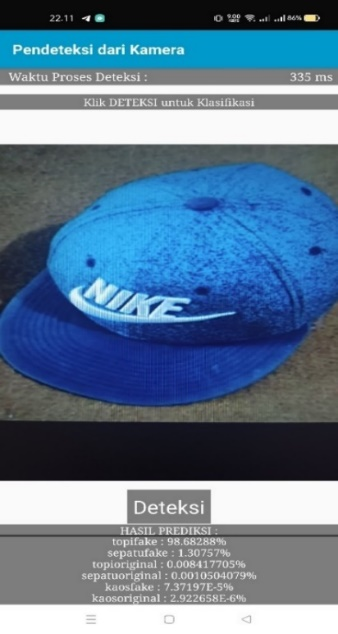 22.11
86%
Pendeteksi dari Kamera
Waktu Proses Deteksi : 335 ms
Klik DETEKSI untuk Klasifikasi
NIKE
Deteksi
HASIL PREDIKSI :
topifake : 98.68288%
sepatufake : 1.30757%
topioriginal : 0.008417705%
sepatuoriginal : 0.0010504079%
kaosfake : 7.37197E-5%
kaosoriginal : 2.922658E-6%